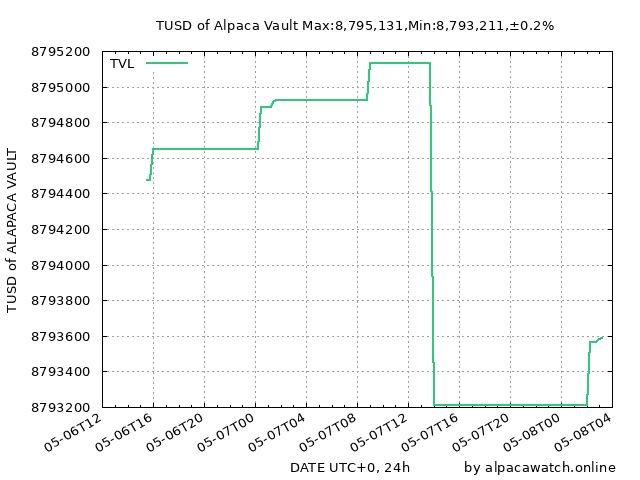 TUSD of Alpaca Vault Max:8,795,131,Min:8,793,211,±0.2%
TUSD of ALAPACA VAULT
TVL
8795200
8795000
8794800
8794600
8794400
8794200
8794000
8793800
8793600
8793400
8793200
05-06T12
05-06T16
05-06T20
05-07T00
05-07T04
05-07T08
05-07T12
05-07T16
05-07T20
05-08T00
05-08T04
DATE UTC+0, 24h
by alpacawatch.online